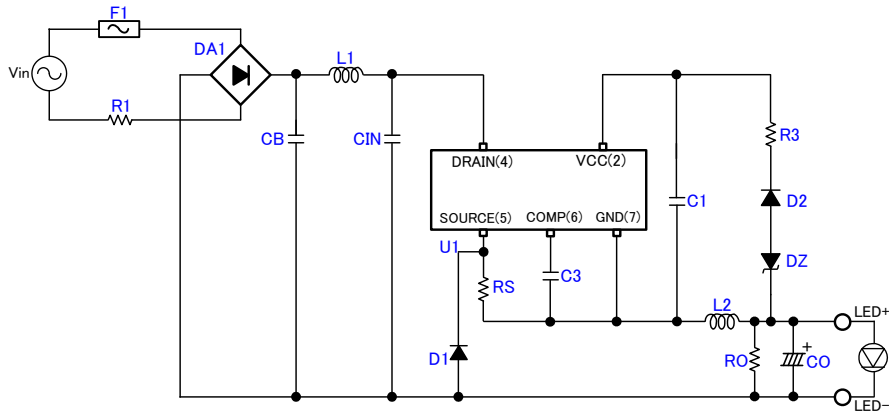 F1
DA1
L1
Vin
R1
CB
CIN
DRAIN(4)
VCC(2)
R3
SOURCE(5)
COMP(6)
GND(7)
C1
D2
U1
C3
DZ
RS
L2
LED+
D1
RO
+
CO
LED-